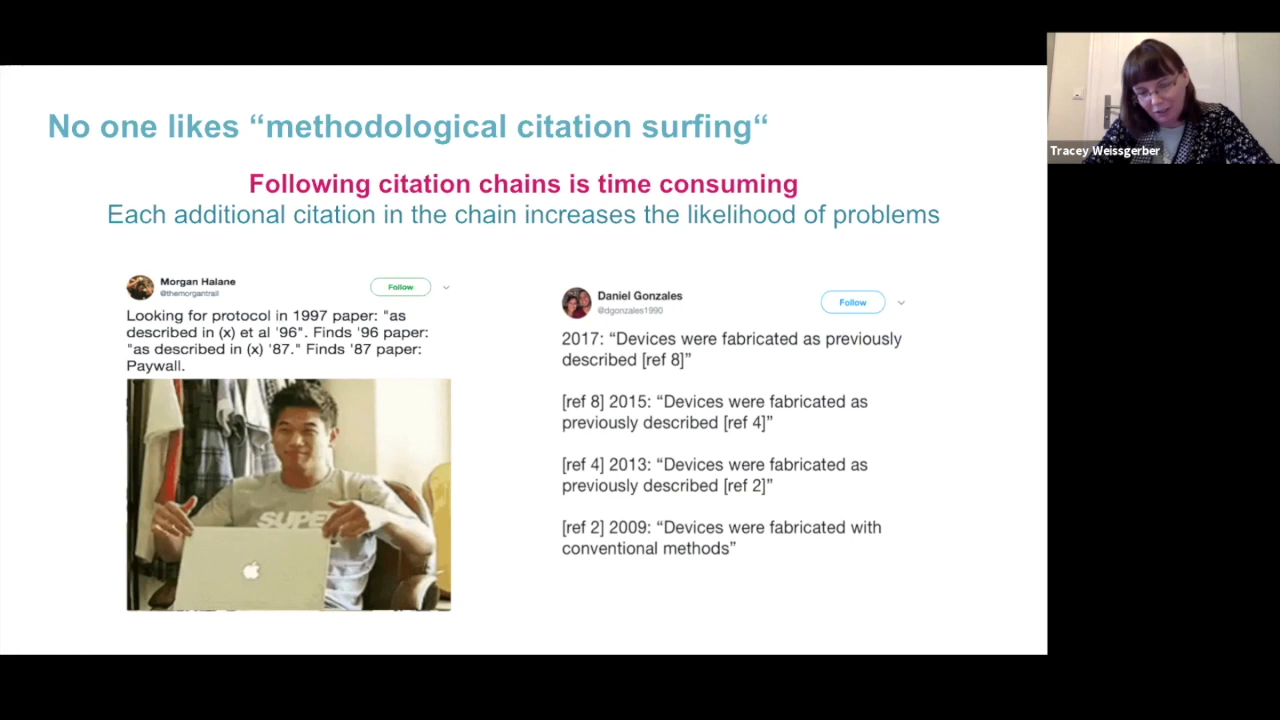 No one likes “methodological citation surfing“
Following citation chains is time consuming
Each additional citation in the chain increases the likelihood of problems
Morgan Halane
@themorgantrail
Follow
Looking for protocol in 1997 paper: "as
described in (x) et al '96". Finds '96 paper:
"as described in (x) '87." Finds '87 paper:
Paywall.
SUPE
Daniel Gonzales
@dgonzales1990
Follow
2017: “Devices were fabricated as previously
described [ref 8]”
[ref 8] 2015: “Devices were fabricated as
previously described [ref 4]”
[ref 4] 2013: “Devices were fabricated as
previously described [ref 2]”
[ref 2] 2009: “Devices were fabricated with
conventional methods”
Tracey Weissgerber